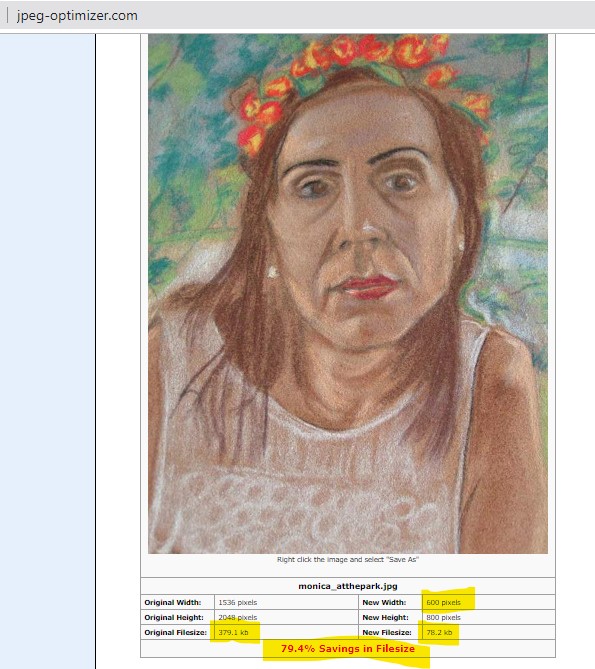 jpeg-optimizer.com
Right click the image and select "Save As"
monica_atthepark.jpg
Original Width: 1536 pixels New Width: 600 pixels
Original Height: 2048 pixels New Height: 800 pixels
Original Filesize: 379.1 kb New Filesize: 78.2 kb
79.4% Savings in Filesize